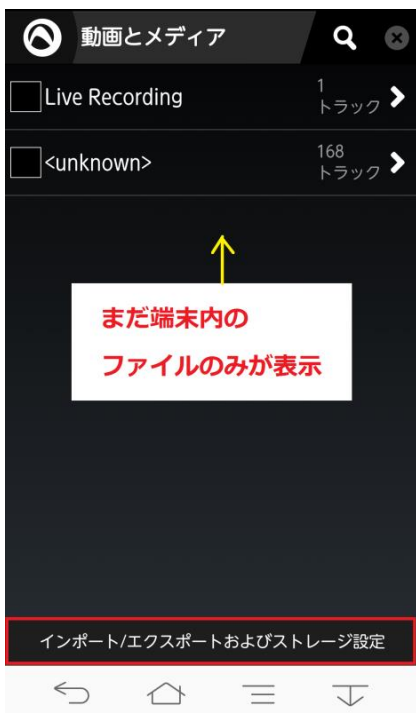 動画とメディア
Live Recording
1
トラック
<unknown>
168
トラック
まだ端末内の
ファイルのみが表示
インポート/エクスポートおよびストレージ設定